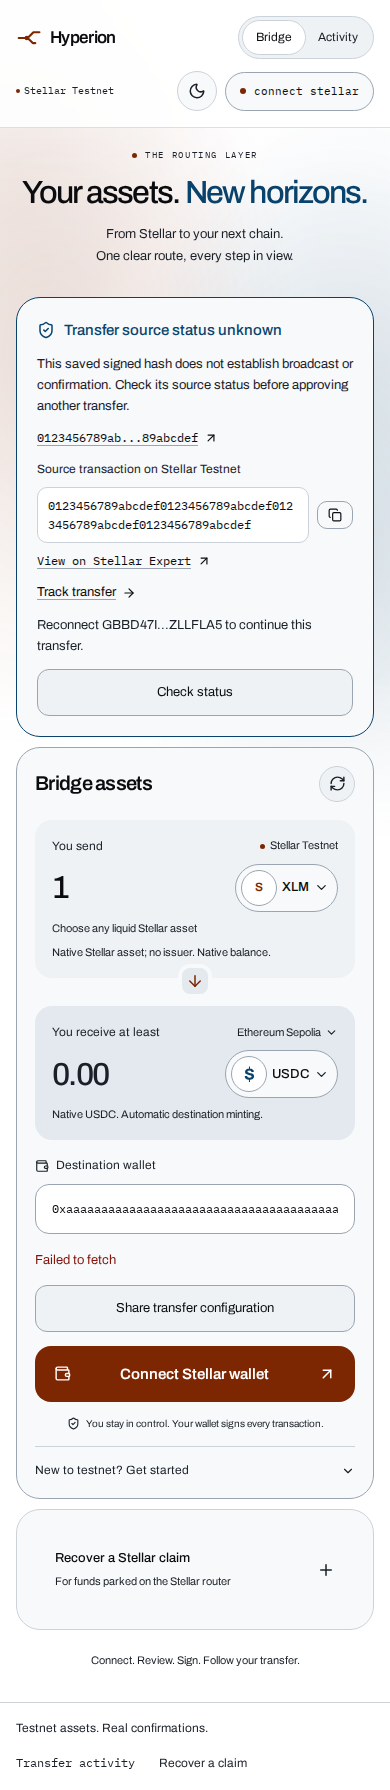 Hyperion
Bridge
Activity
Stellar Testnet
connect stellar
THE ROUTING LAYER
Your assets. New horizons.
From Stellar to your next chain.
One clear route, every step in view.
Transfer source status unknown
This saved signed hash does not establish broadcast or
confirmation. Check its source status before approving
another transfer.
0123456789ab...89abcdef
Source transaction on Stellar Testnet
0123456789abcdef0123456789abcdef012
3456789abcdef0123456789abcdef
View on Stellar Expert
Track transfer
Reconnect GBBD47I...ZLLFLA5 to continue this
transfer.
Check status
Bridge assets
You send
Stellar Testnet
1
S
XLM
Choose any liquid Stellar asset
Native Stellar asset; no issuer. Native balance.
You receive at least
Ethereum Sepolia
0.00
$
USDC
Native USDC. Automatic destination minting.
Destination wallet
0xaaaaaaaaaaaaaaaaaaaaaaaaaaaaaaaaaaaaaaa
Failed to fetch
Share transfer configuration
Connect Stellar wallet
You stay in control. Your wallet signs every transaction.
New to testnet? Get started
Recover a Stellar claim
For funds parked on the Stellar router
Connect. Review. Sign. Follow your transfer.
Testnet assets. Real confirmations.
Transfer activity
Recover a claim